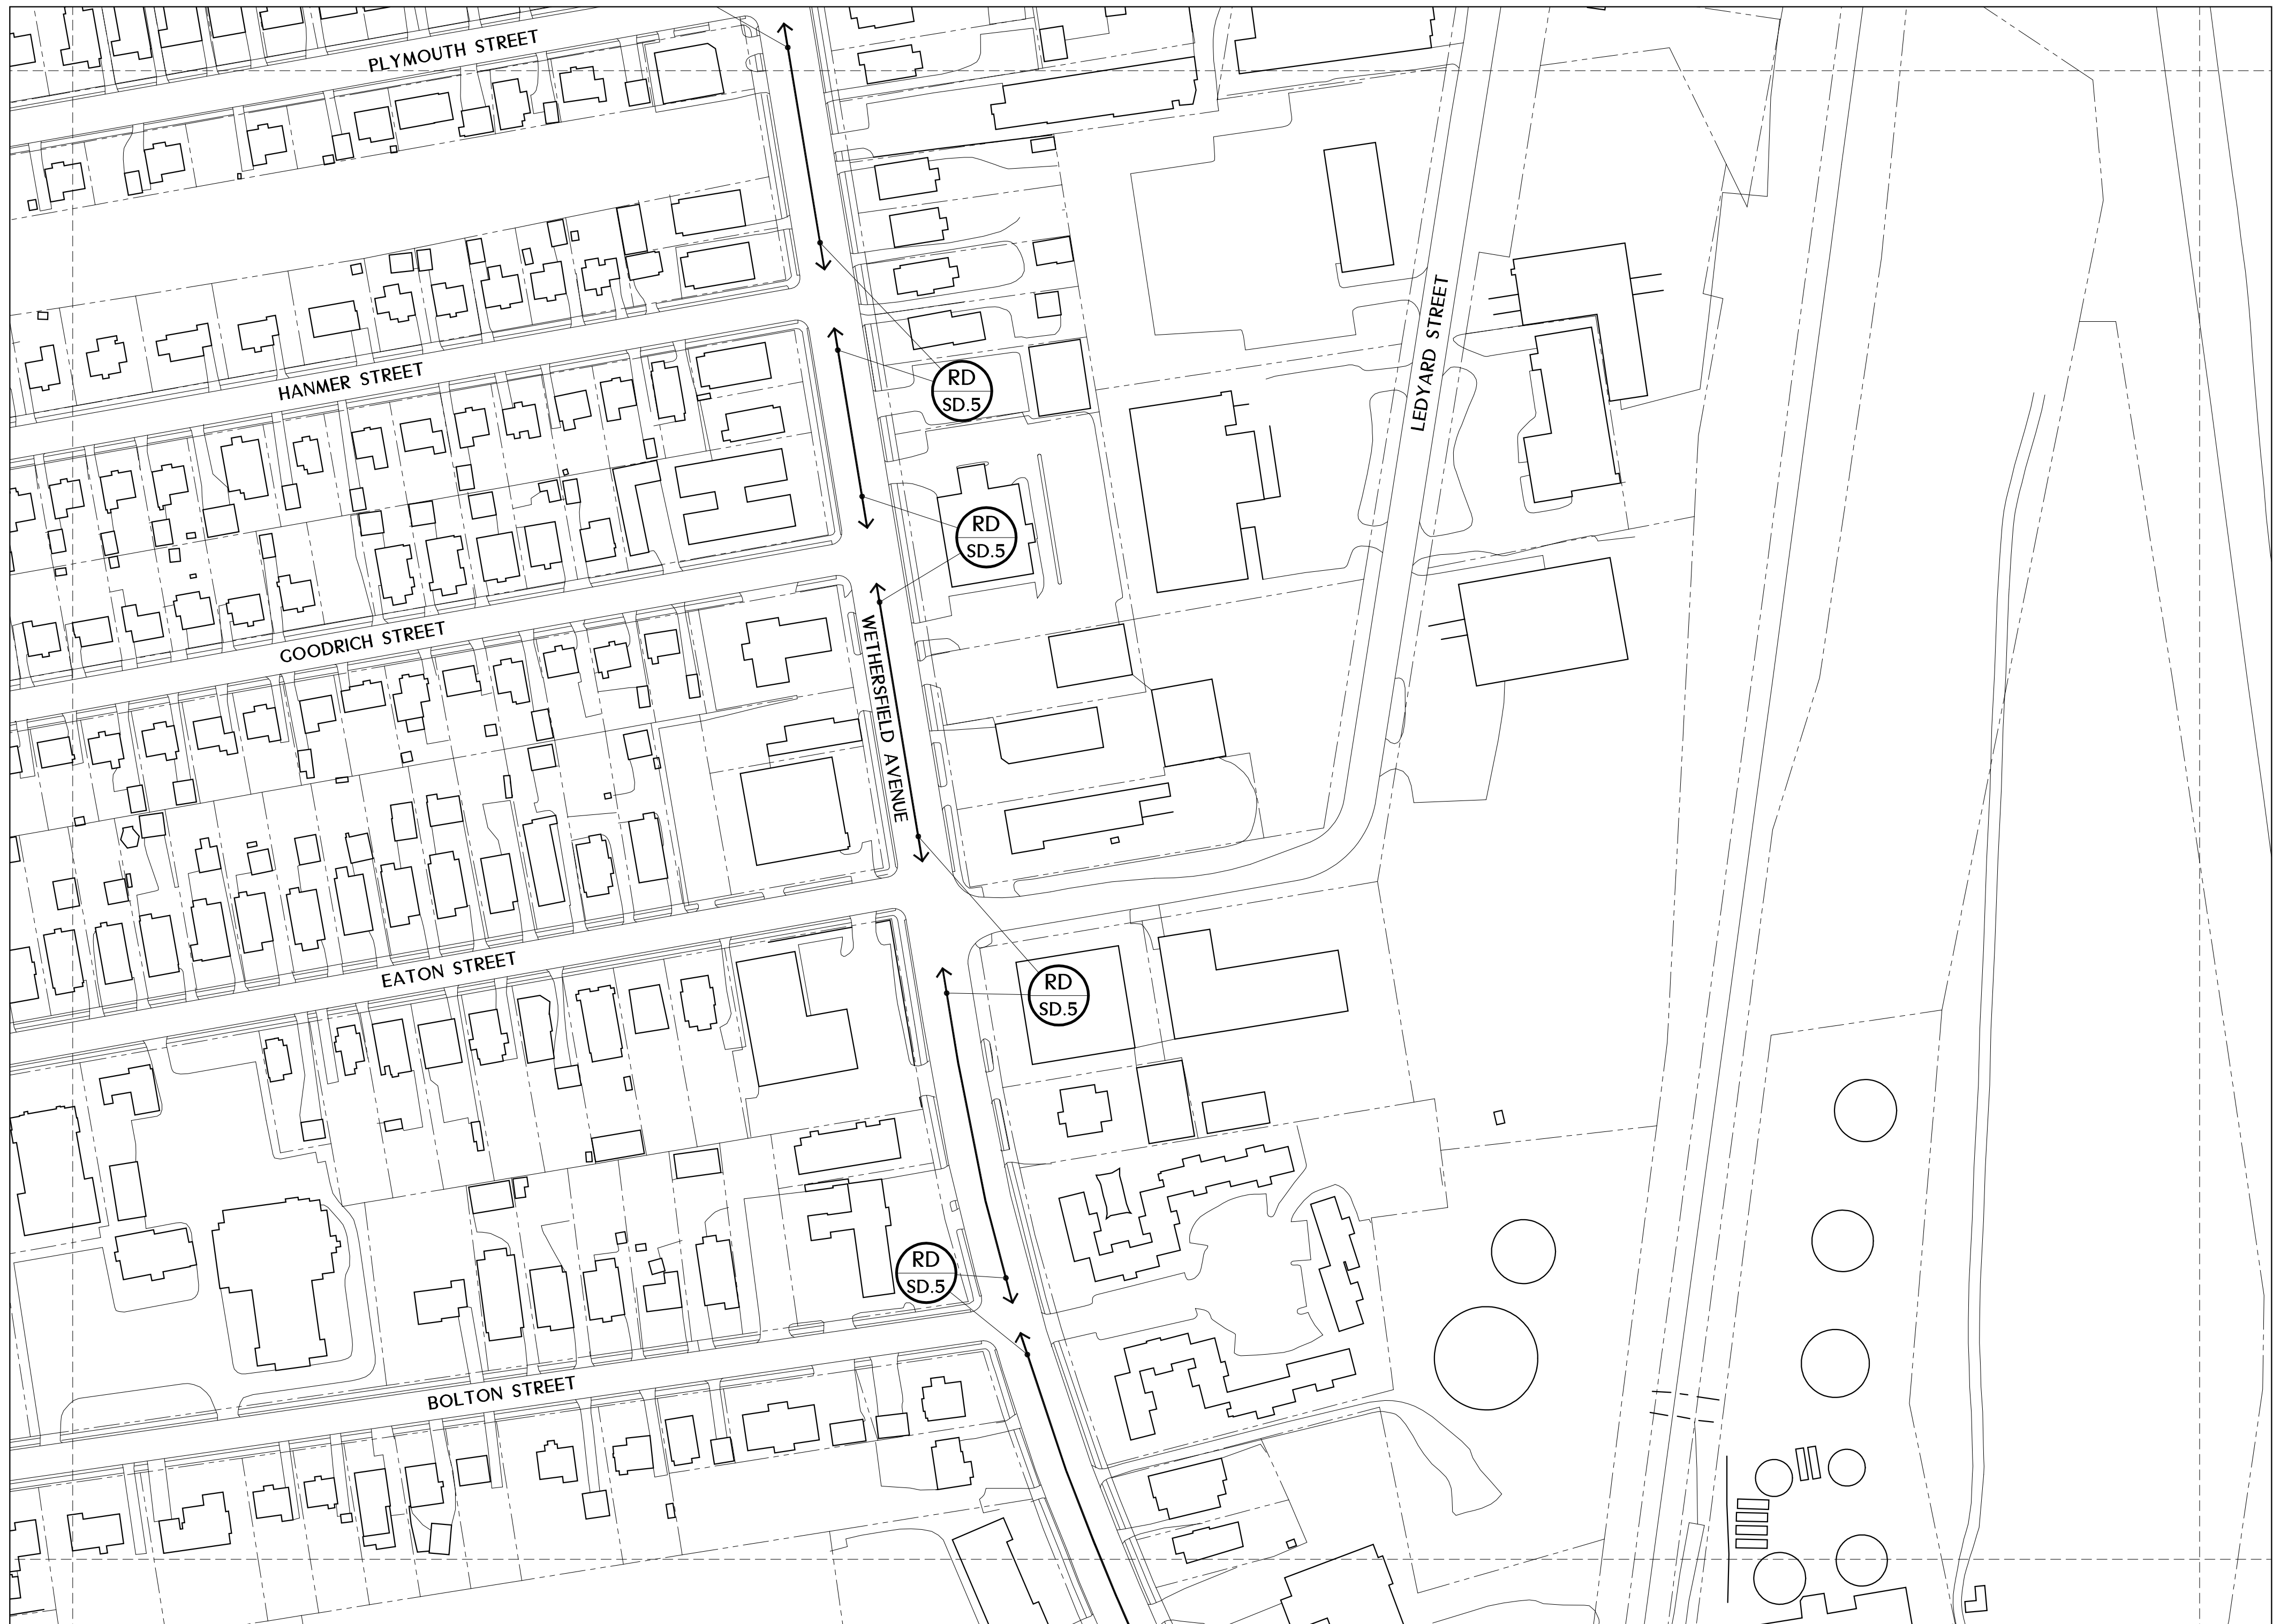 PLYMOUTH STREET
LEDYARD STREET
HANMER STREET
RD
SD.5
RD
SD.5
GOODRICH STREET
WETHERSFIELD AVENUE
EATON STREET
RD
SD.5
RD
SD.5
BOLTON STREET